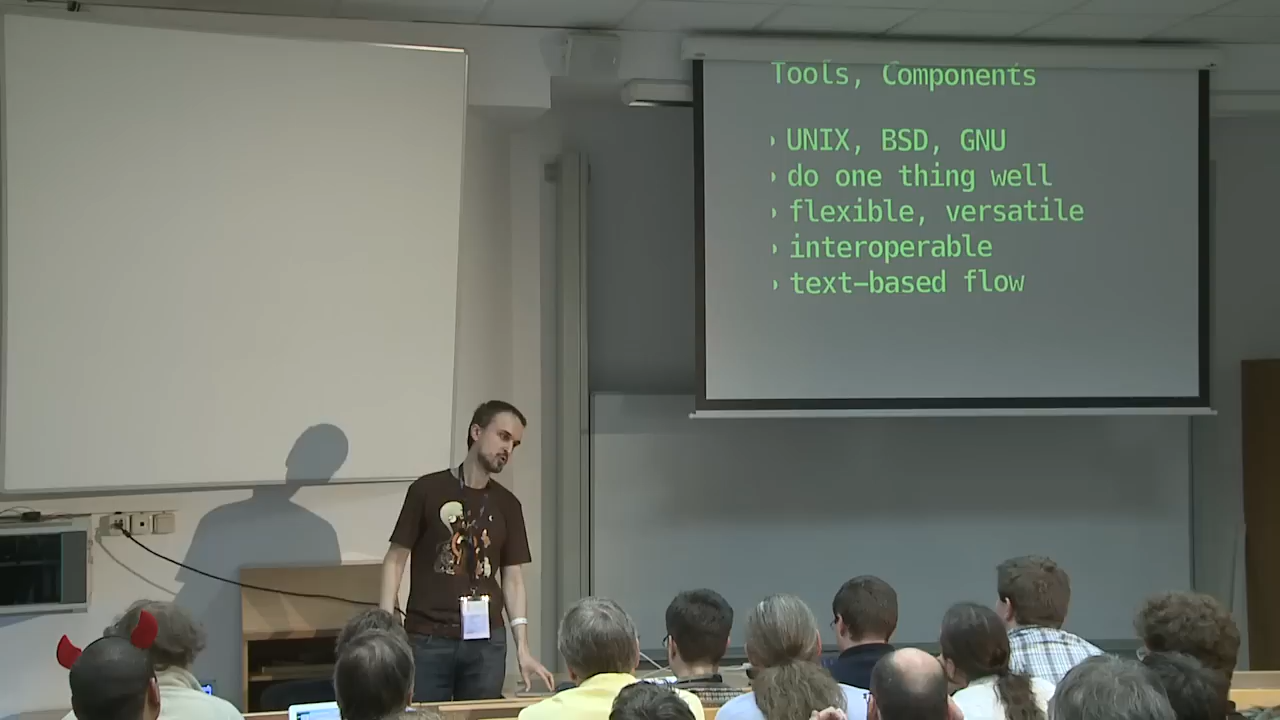 Tools, Components
UNIX, BSD, GNU
do one thing well
flexible, versatile
interoperable
text-based flow